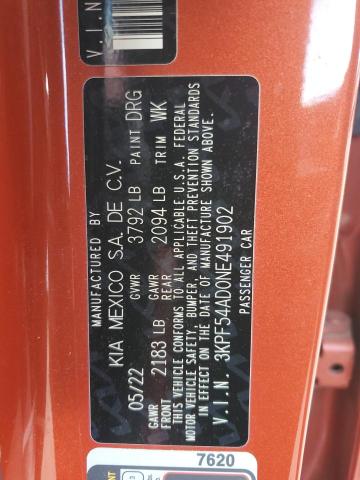 V.I.N
MANUFACTURED BY
KIA MEXICO S.A. DE C.V.
05/22 GVWR 3792 LB PAINT DRG
GAWR FRONT 2183 LB GAWR REAR 2094 LB TRIM WK
THIS VEHICLE CONFORMS TO ALL APPLICABLE U.S.A. FEDERAL
MOTOR VEHICLE SAFETY, BUMPER, AND THEFT PREVENTION STANDARDS
IN EFFECT ON THE DATE OF MANUFACTURE SHOWN ABOVE.
V.I.N. 3KPF54AD0NE491902
PASSENGER CAR
7620